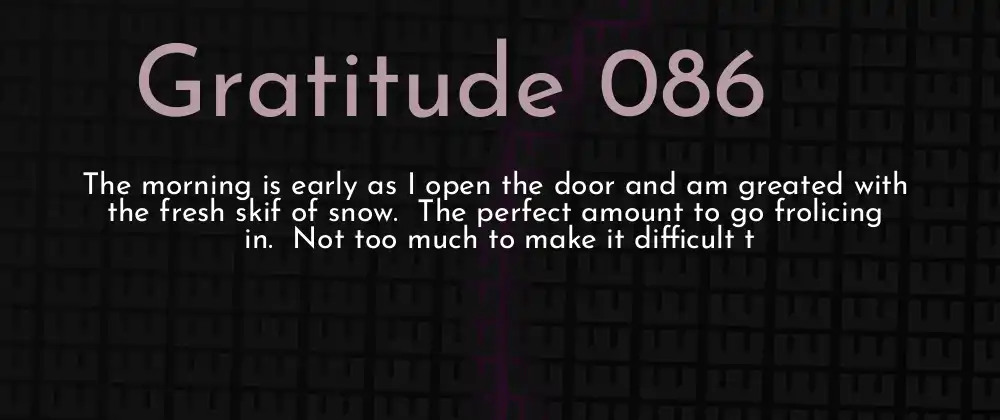 Gratitude 086
The morning is early as I open the door and am greated with
the fresh skif of snow.  The perfect amount to go frolicing
in.  Not too much to make it difficult t